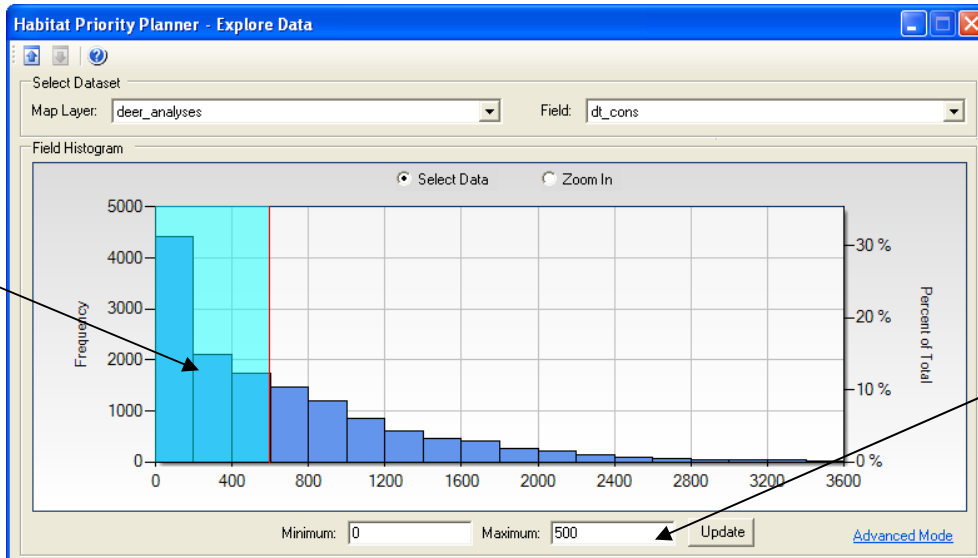 Habitat Priority Planner - Explore Data
Select Dataset
Map Layer: deer_analyses Field: dt_cons
Field Histogram
Select Data Zoom In
5000
4000
3000
2000
1000
0
Frequency
30 %
20 %
10 %
0 %
Percent of Total
0 400 800 1200 1600 2000 2400 2800 3200 3600
Minimum: 0 Maximum: 500 Update Advanced Mode